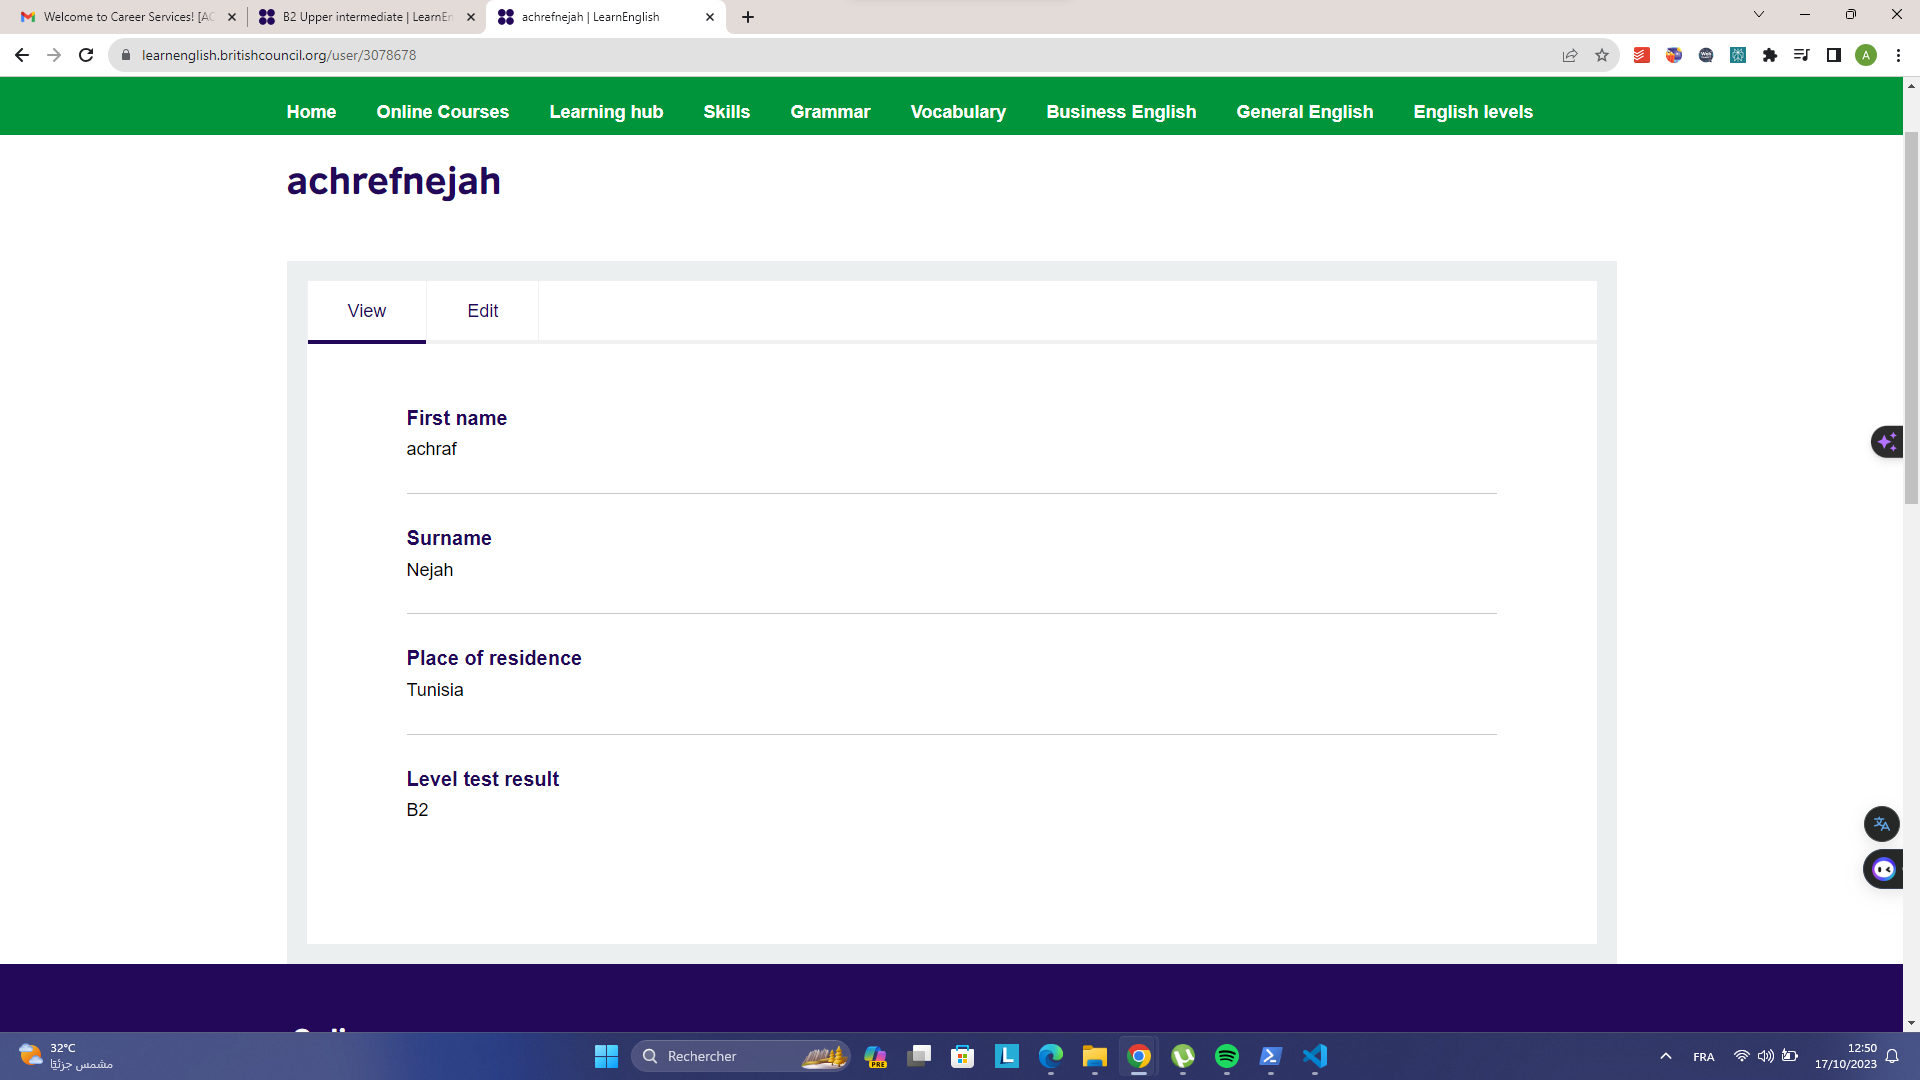 Welcome to Career Services! [AC
B2 Upper intermediate | LearnEn
achrefnejah | LearnEnglish
learnenglish.britishcouncil.org/user/3078678
A
Home Online Courses Learning hub Skills Grammar Vocabulary Business English General English English levels
achrefnejah
View Edit
First name
achraf
Surname
Nejah
Place of residence
Tunisia
Level test result
B2
32°C
مشمس جزئيًا
Rechercher
PRE
L
FRA
12:50
17/10/2023